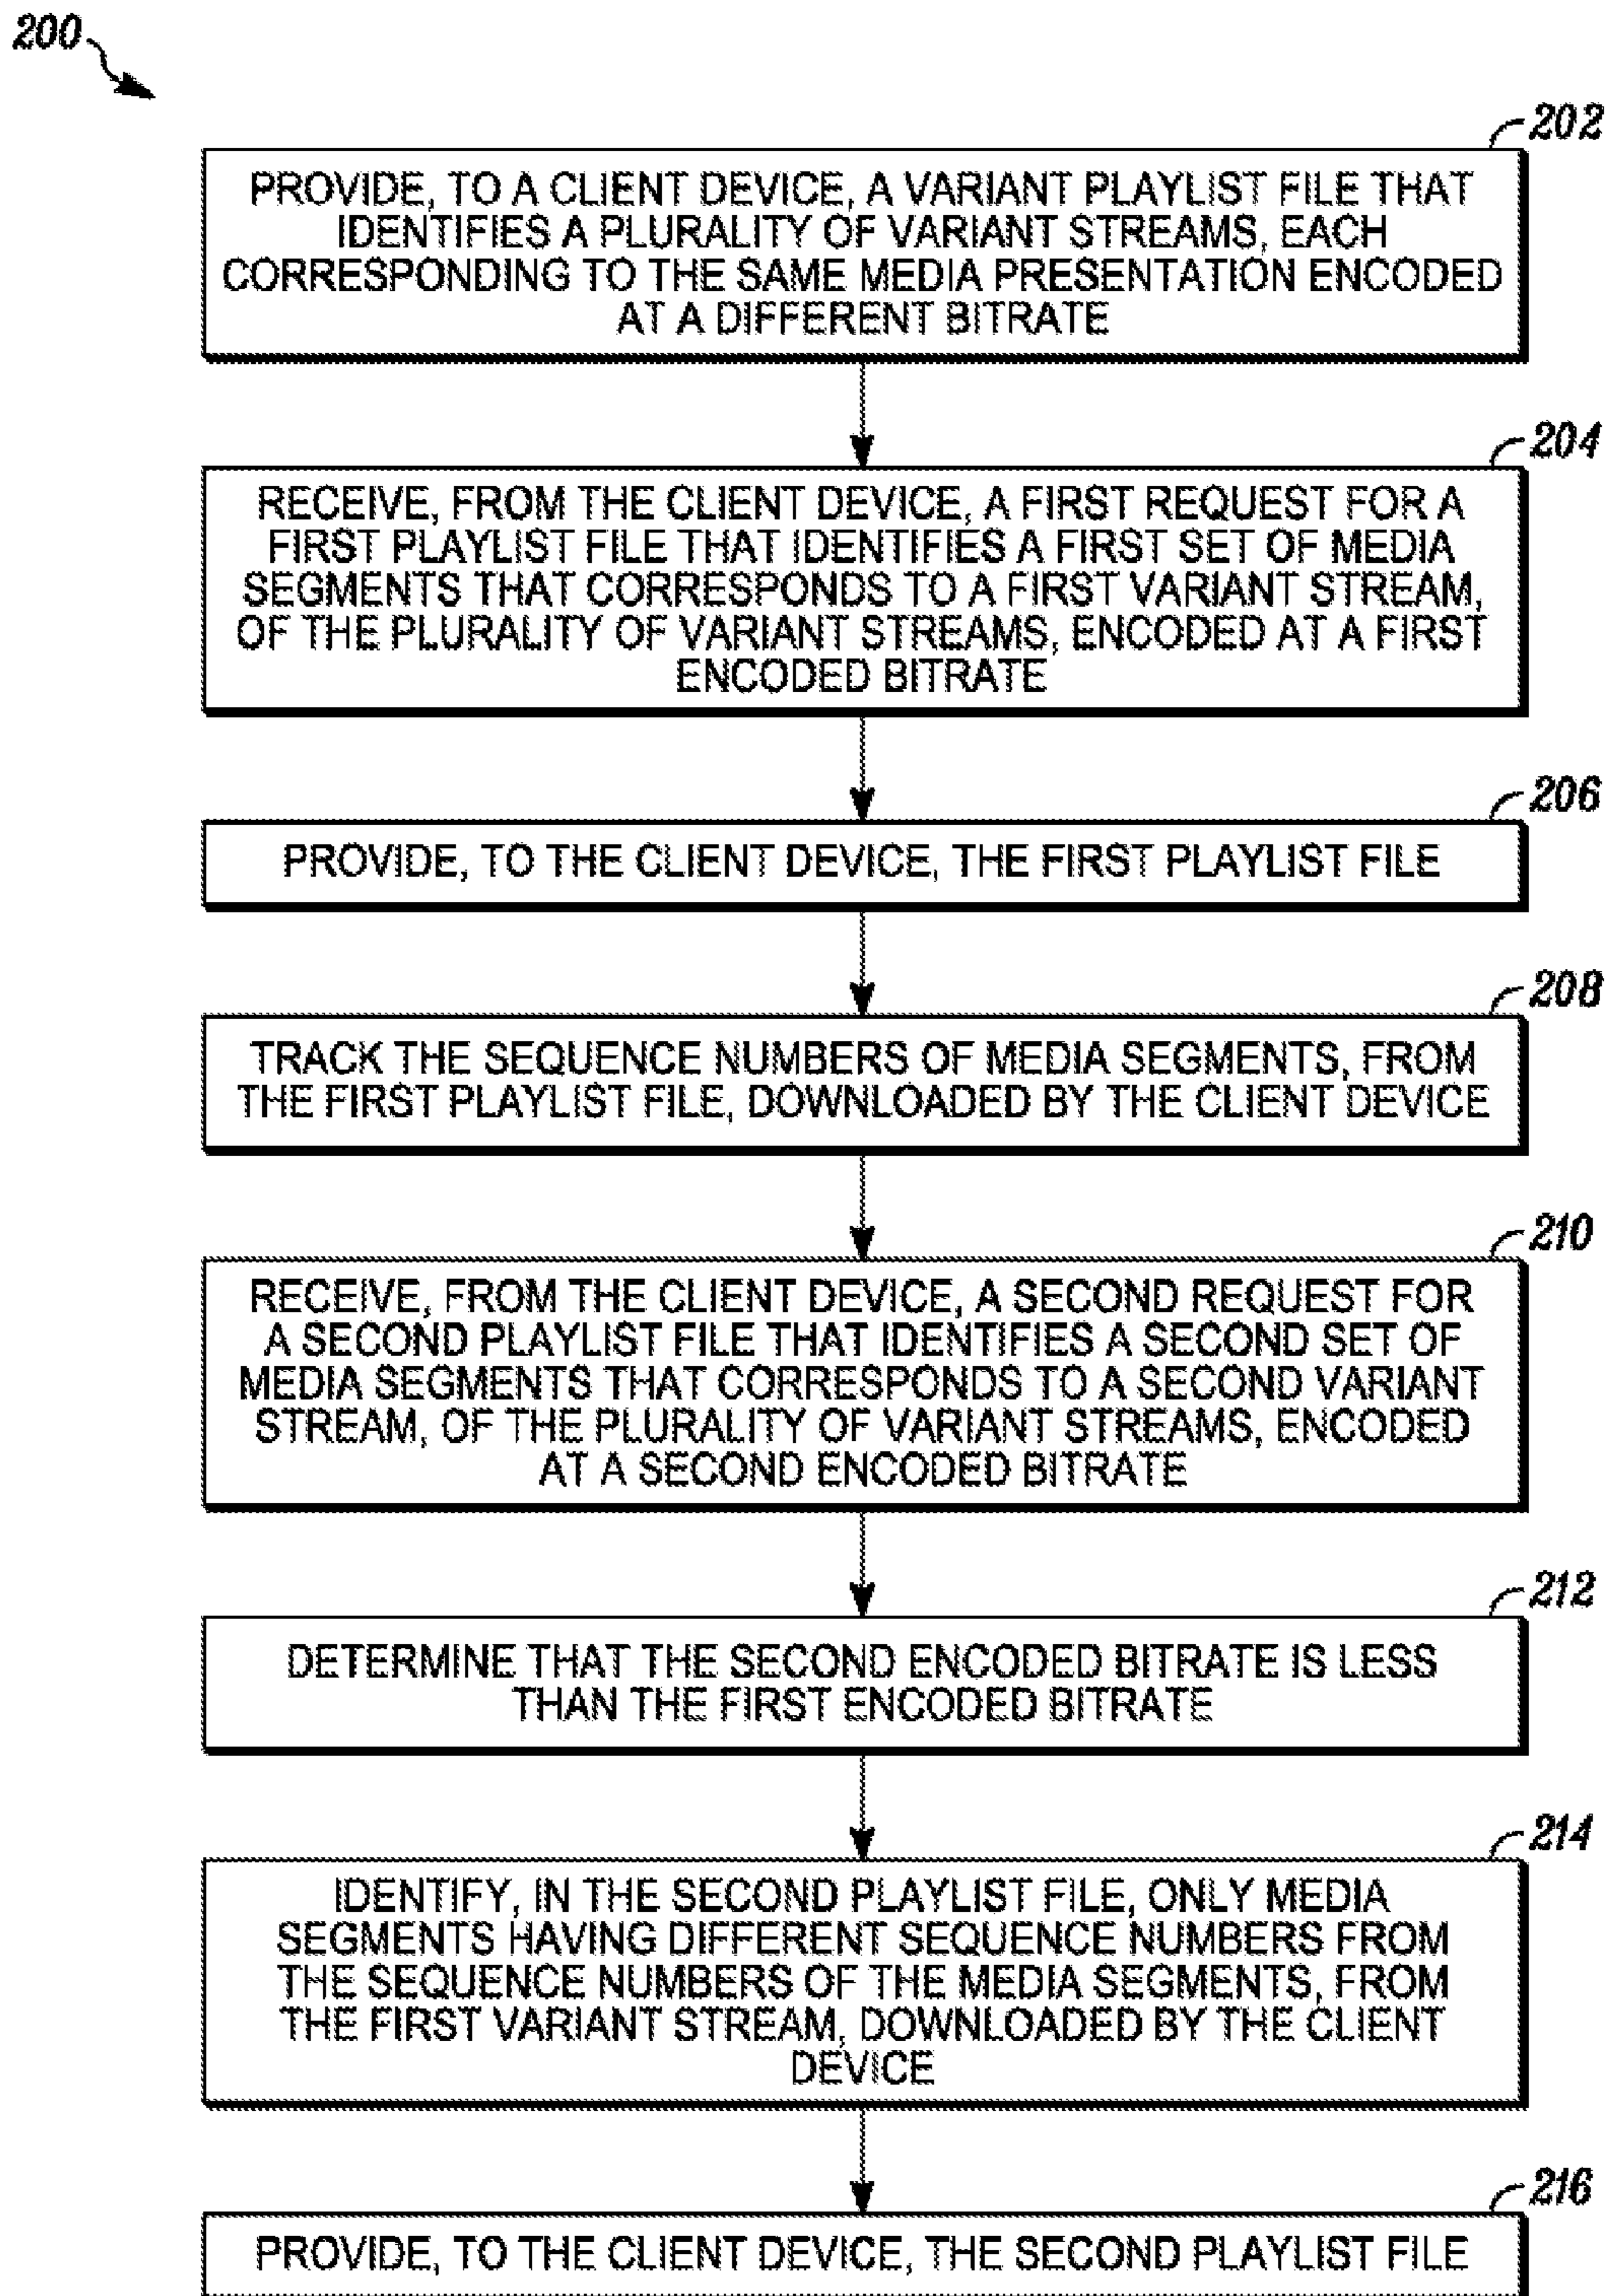 200
202
PROVIDE, TO A CLIENT DEVICE, A VARIANT PLAYLIST FILE THAT
IDENTIFIES A PLURALITY OF VARIANT STREAMS, EACH
CORRESPONDING TO THE SAME MEDIA PRESENTATION ENCODED
AT A DIFFERENT BITRATE
204
RECEIVE, FROM THE CLIENT DEVICE, A FIRST REQUEST FOR A
FIRST PLAYLIST FILE THAT IDENTIFIES A FIRST SET OF MEDIA
SEGMENTS THAT CORRESPONDS TO A FIRST VARIANT STREAM,
OF THE PLURALITY OF VARIANT STREAMS, ENCODED AT A FIRST
ENCODED BITRATE
206
PROVIDE, TO THE CLIENT DEVICE, THE FIRST PLAYLIST FILE
208
TRACK THE SEQUENCE NUMBERS OF MEDIA SEGMENTS, FROM
THE FIRST PLAYLIST FILE, DOWNLOADED BY THE CLIENT DEVICE
210
RECEIVE, FROM THE CLIENT DEVICE, A SECOND REQUEST FOR
A SECOND PLAYLIST FILE THAT IDENTIFIES A SECOND SET OF
MEDIA SEGMENTS THAT CORRESPONDS TO A SECOND VARIANT
STREAM, OF THE PLURALITY OF VARIANT STREAMS, ENCODED
AT A SECOND ENCODED BITRATE
212
DETERMINE THAT THE SECOND ENCODED BITRATE IS LESS
THAN THE FIRST ENCODED BITRATE
214
IDENTIFY, IN THE SECOND PLAYLIST FILE, ONLY MEDIA
SEGMENTS HAVING DIFFERENT SEQUENCE NUMBERS FROM
THE SEQUENCE NUMBERS OF THE MEDIA SEGMENTS, FROM
THE FIRST VARIANT STREAM, DOWNLOADED BY THE CLIENT
DEVICE
216
PROVIDE, TO THE CLIENT DEVICE, THE SECOND PLAYLIST FILE